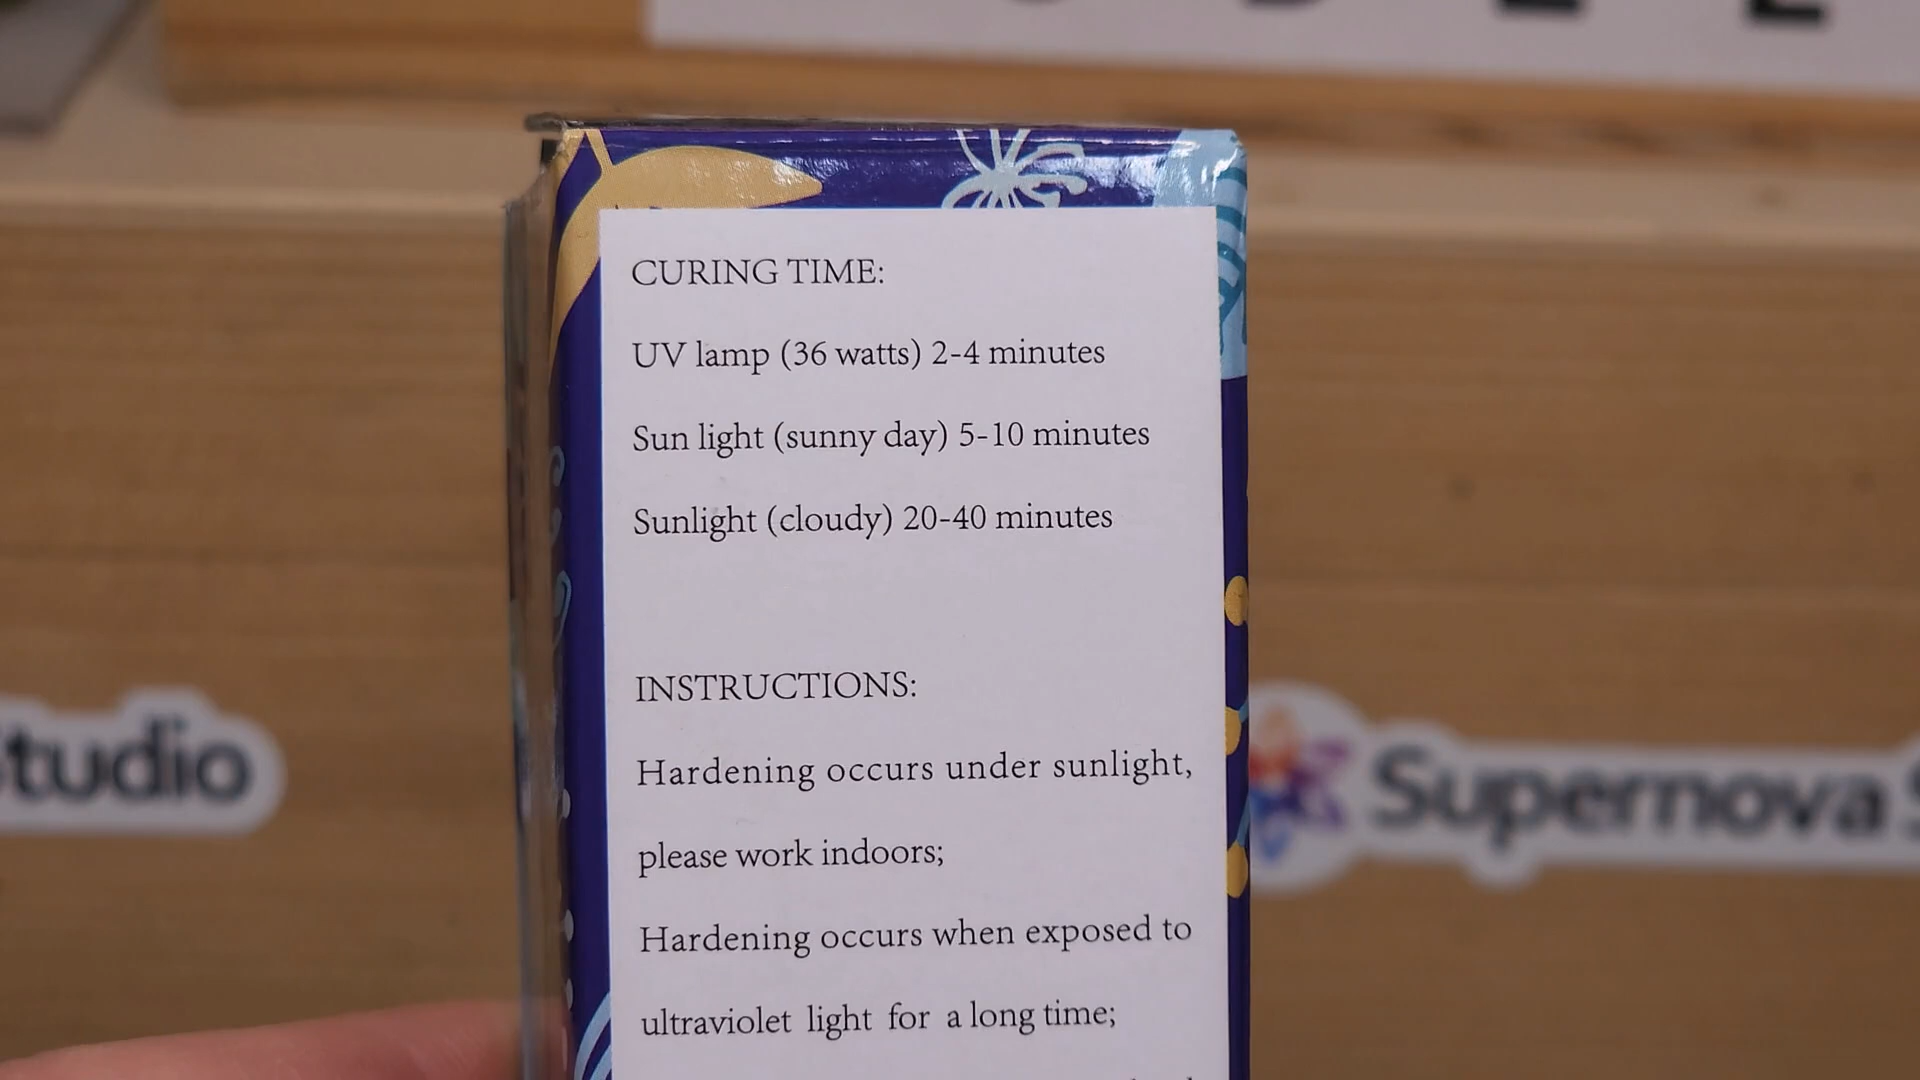 CURING TIME:
UV lamp (36 watts) 2-4 minutes
Sun light (sunny day) 5-10 minutes
Sunlight (cloudy) 20-40 minutes
INSTRUCTIONS:
Hardening occurs under sunlight,
please work indoors;
Hardening occurs when exposed to
ultraviolet light for a long time;
Studio
Supernova S